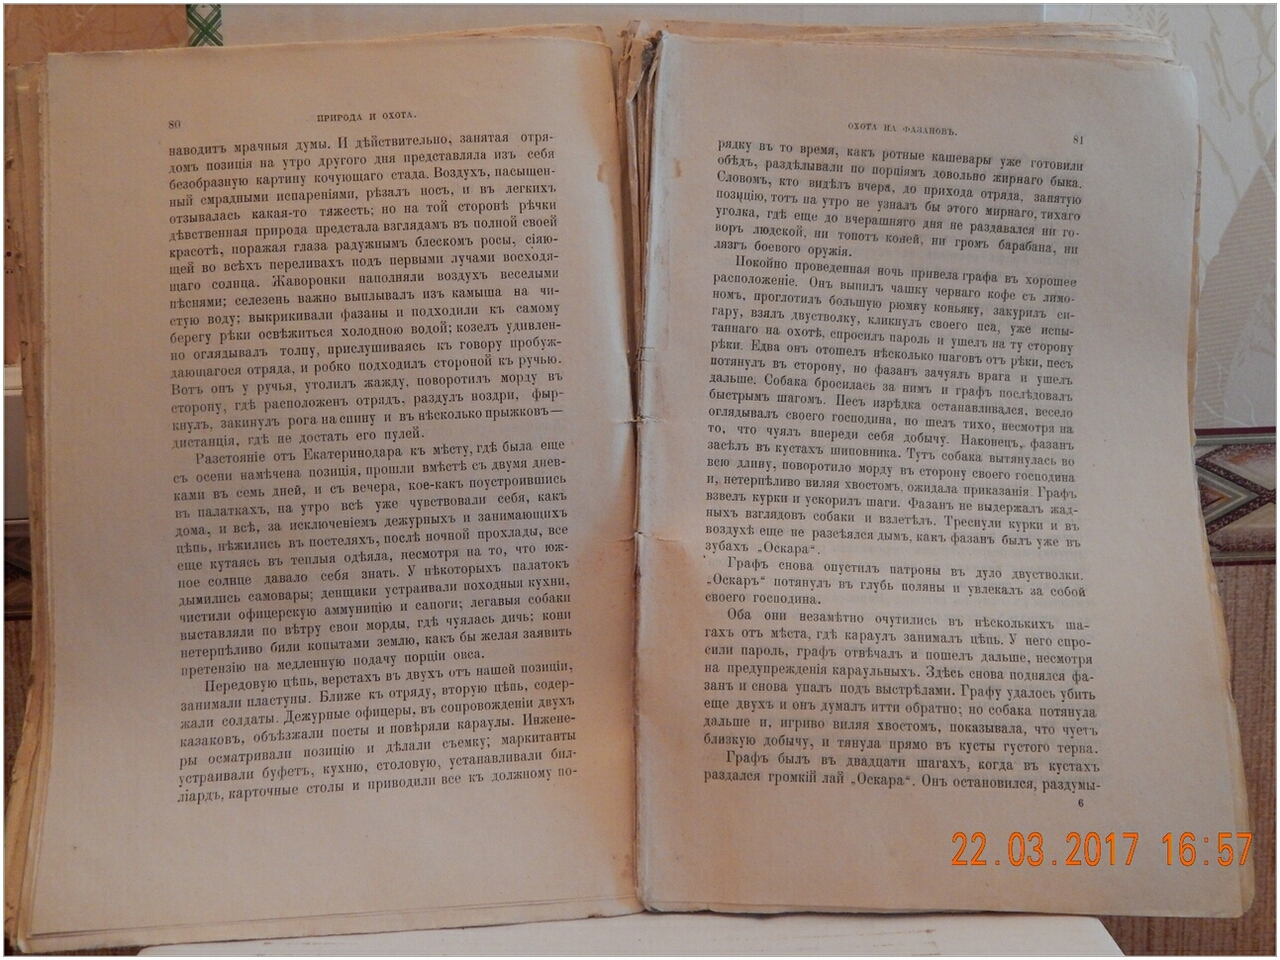 80
ПРИРОДА И ОХОТА.
наводитъ мрачныя думы. И дѣйствительно, занятая отря-
домъ позиція на утро другого дня представляла изъ себя
безобразную картину кочующаго стада. Воздухъ, насыщен-
ный смрадными испареніями, рѣзалъ носъ, и въ легкихъ
отзывалась какая-то тяжесть; но на той сторонѣ рѣчки
дѣвственная природа предстала взглядамъ въ полной своей
красотѣ, поражая глаза радужнымъ блескомъ росы, сіяю-
щей во всѣхъ переливахъ подъ первыми лучами восходя-
щаго солнца. Жаворонки наполняли воздухъ веселыми
пѣснями; селезень важно выплывалъ изъ камыша на чи-
стую воду; выкрикивали фазаны и подходили къ самому
берегу рѣки освѣжиться холодною водой; козелъ удивлен-
но оглядывалъ толпу, прислушиваясь къ говору пробуж-
дающагося отряда, и робко подходилъ стороной къ ручью.
Вотъ онъ у ручья, утолилъ жажду, поворотилъ морду въ
сторону, гдѣ расположенъ отрядъ, раздулъ ноздри, фыр-
кнулъ, закинулъ рога на спину и въ нѣсколько прыжковъ—
дистанція, гдѣ не достать его пулей.
Разстояніе отъ Екатеринодара къ мѣсту, гдѣ была еще
съ осени намѣчена позиція, прошли вмѣстѣ съ двумя днев-
ками въ семь дней, и съ вечера, кое-какъ поустроившись
въ палаткахъ, на утро всѣ уже чувствовали себя, какъ
дома, и всѣ, за исключеніемъ дежурныхъ и занимающихъ
цѣпь, нѣжились въ постеляхъ, послѣ ночной прохлады, все
еще кутаясь въ теплыя одѣяла, несмотря на то, что юж-
ное солнце давало себя знать. У нѣкоторыхъ палатокъ
дымились самовары; денщики устраивали походныя кухни,
чистили офицерскую аммуницію и сапоги; легавыя собаки
выставляли по вѣтру свои морды, гдѣ чуялась дичь; кони
нетерпѣливо били копытами землю, какъ бы желая заявить
претензію на медленную подачу порціи овса.
Передовую цѣпь, верстахъ въ двухъ отъ нашей позиціи,
занимали пластуны. Ближе къ отряду, вторую цѣпь, содер-
жали солдаты. Дежурные офицеры, въ сопровожденіи двухъ
казаковъ, объѣзжали посты и повѣряли караулы. Инжене-
ры осматривали позицію и дѣлали съемку; маркитанты
устраивали буфетъ, кухню, столовую, устанавливали бил-
ліардъ, карточные столы и приводили все къ должному по-
ОХОТА НА ФАЗАНОВЪ.
81
рядку въ то время, какъ ротные кашевары уже готовили
обѣдъ, раздѣлывали по порціямъ довольно жирнаго быка.
Словомъ, кто видѣлъ вчера, до прихода отряда, занятую
позицію, тотъ на утро не узналъ бы этого мирнаго, тихаго
уголка, гдѣ еще до вчерашняго дня не раздавался ни го-
воръ людской, ни топотъ коней, ни громъ барабана, ни
лязгъ боевого оружія.
Покойно проведенная ночь привела графа въ хорошее
расположеніе. Онъ выпилъ чашку чернаго кофе съ лимо-
номъ, проглотилъ большую рюмку коньяку, закурилъ си-
гару, взялъ двустволку, кликнулъ своего пса, уже испы-
таннаго на охотѣ, спросилъ пароль и ушелъ на ту сторону
рѣки. Едва онъ отошелъ нѣсколько шаговъ отъ рѣки, песъ
потянулъ въ сторону, но фазанъ зачуялъ врага и ушелъ
дальше. Собака бросилась за нимъ и графъ послѣдовалъ
быстрымъ шагомъ. Песъ изрѣдка останавливался, весело
оглядывалъ своего господина, но шелъ тихо, несмотря на
то, что чуялъ впереди себя добычу. Наконецъ, фазанъ
засѣлъ въ кустахъ шиповника. Тутъ собака вытянулась во
всю длину, поворотило морду въ сторону своего господина
и, нетерпѣливо виляя хвостомъ, ожидала приказанія. Графъ
взвелъ курки и ускорилъ шаги. Фазанъ не выдержалъ жад-
ныхъ взглядовъ собаки и взлетѣлъ. Треснули курки и въ
воздухѣ еще не разсѣялся дымъ, какъ фазанъ былъ уже въ
зубахъ „Оскара“.
Графъ снова опустилъ патроны въ дуло двустволки.
„Оскаръ“ потянулъ въ глубь поляны и увлекалъ за собой
своего господина.
Оба они незамѣтно очутились въ нѣсколькихъ ша-
гахъ отъ мѣста, гдѣ караулъ занималъ цѣпь. У него спро-
сили пароль, графъ отвѣчалъ и пошелъ дальше, несмотря
на предупрежденія караульныхъ. Здѣсь снова поднялся фа-
занъ и снова упалъ подъ выстрѣлами. Графу удалось убить
еще двухъ и онъ думалъ итти обратно; но собака потянула
дальше и, игриво виляя хвостомъ, показывала, что чуетъ
близкую добычу, и тянула прямо въ кусты густого терна.
Графъ былъ въ двадцати шагахъ, когда въ кустахъ
раздался громкій лай „Оскара“. Онъ остановился, раздумы-
6
22.03.2017 16:57